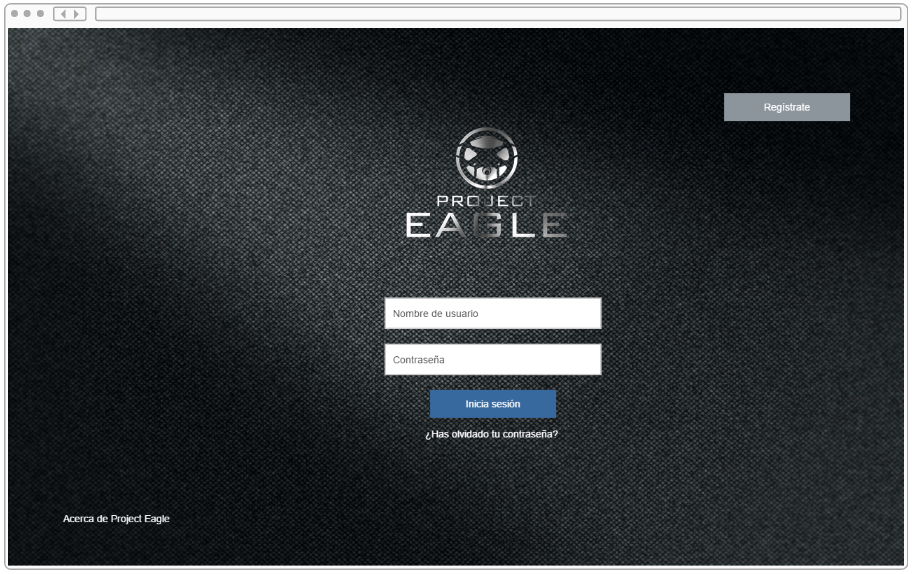 Regístrate
PROJECT
EAGLE
Nombre de usuario
Contraseña
Inicia sesión
¿Has olvidado tu contraseña?
Acerca de Project Eagle